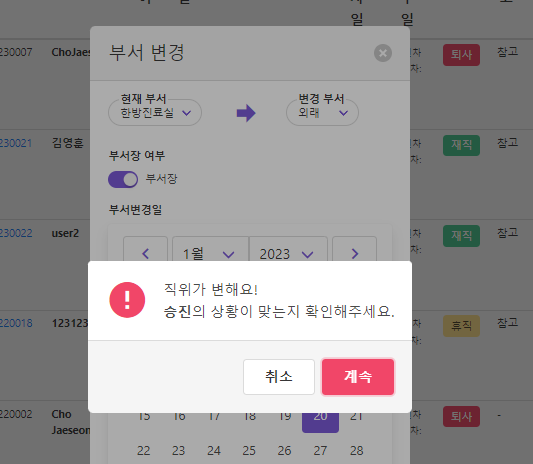 부서 변경
230007
ChoJaes
퇴사
참고
현재 부서
한방진료실
변경 부서
외래
부서장 여부
부서장
230021
김영훈
재직
참고
부서변경일
1월
2023
230022
user2
재직
참고
직위가 변해요!
승진의 상황이 맞는지 확인해주세요.
220018
123123
휴직
참고
취소
계속
220002
Cho
Jaeseon
퇴사
-
15 16 17 18 19 20 21
22 23 24 25 26 27 28